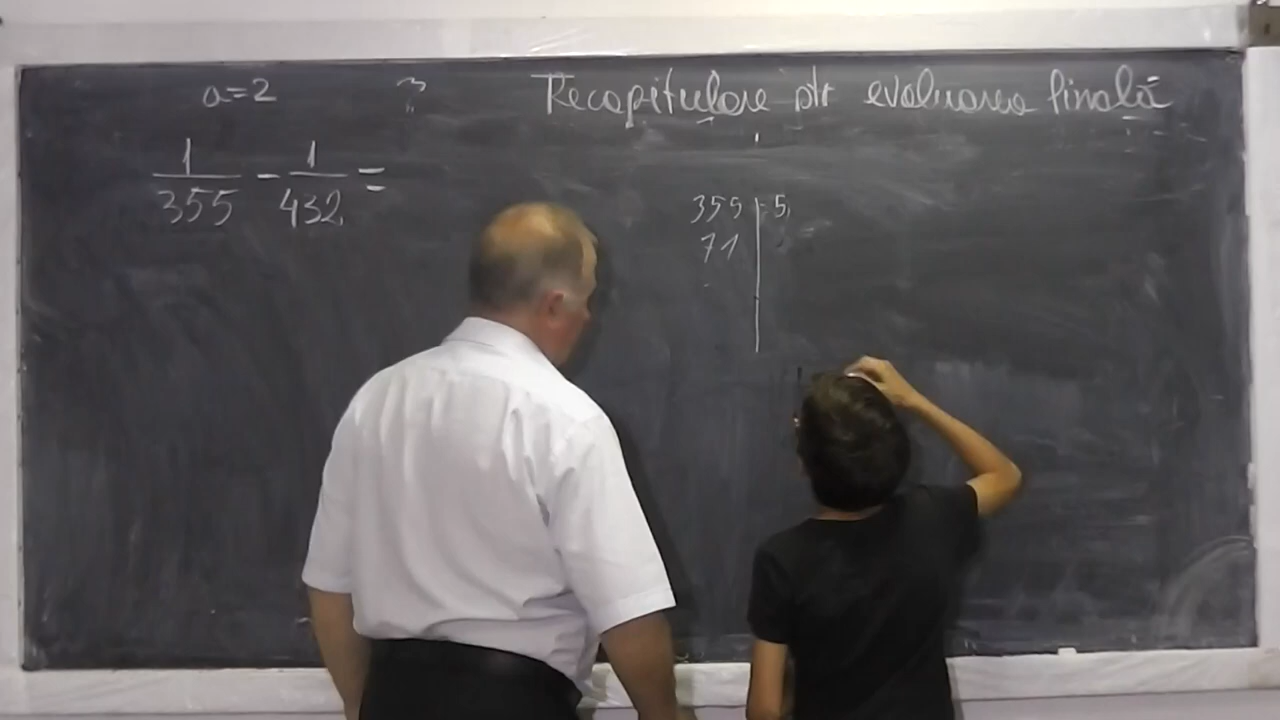 a=2
Recapitulare ptr evaluarea finală
1/355 - 1/432 =
355 | 5
71 |